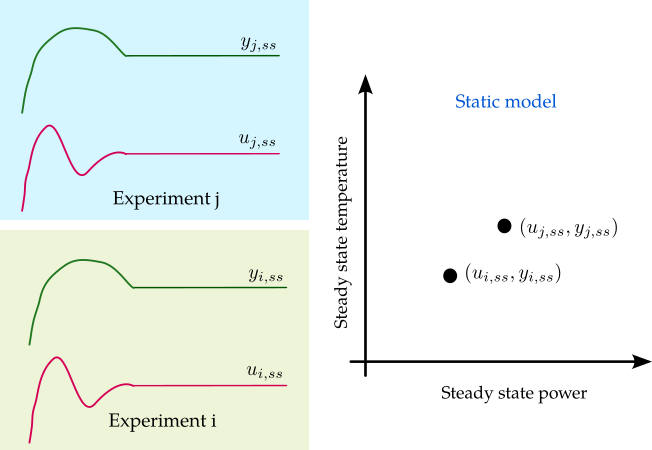 y_{j,ss}
u_{j,ss}
Experiment j
y_{i,ss}
u_{i,ss}
Experiment i
Static model
Steady state temperature
(u_{j,ss}, y_{j,ss})
(u_{i,ss}, y_{i,ss})
Steady state power